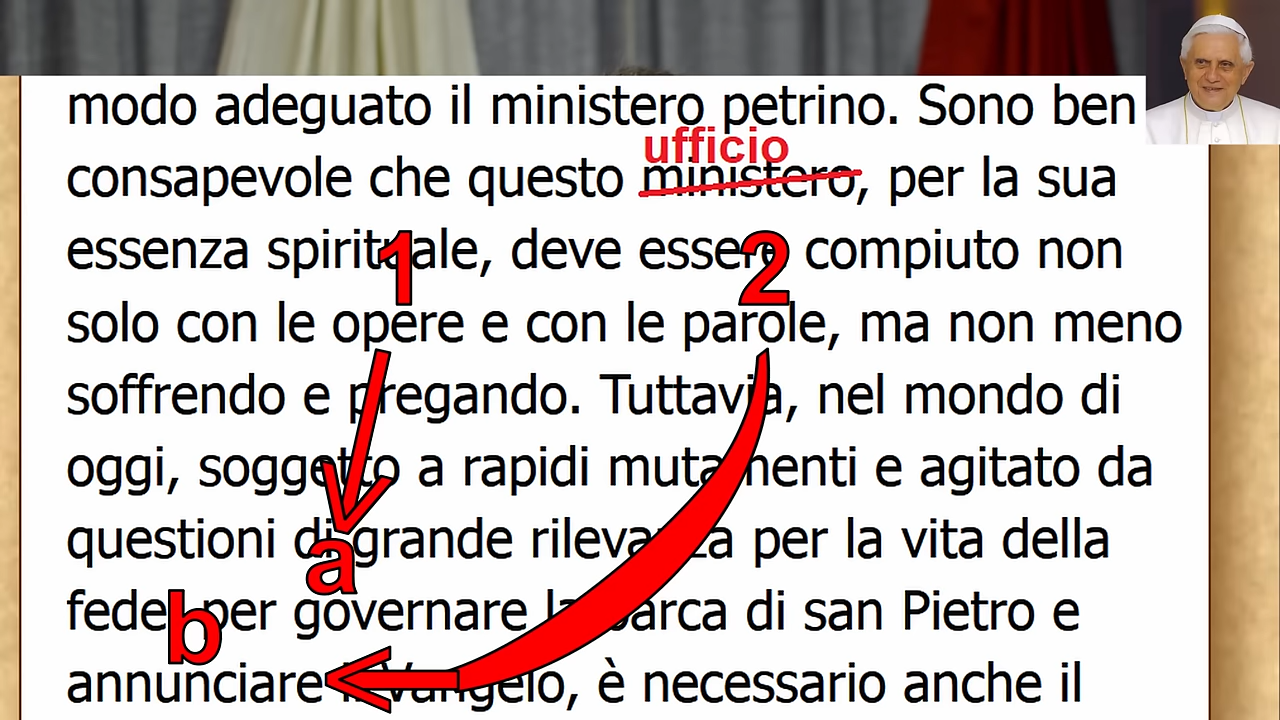 modo adeguato il ministero petrino. Sono ben
ufficio
consapevole che questo ministero, per la sua
1 2
essenza spirituale, deve essere compiuto non
solo con le opere e con le parole, ma non meno
soffrendo e pregando. Tuttavia, nel mondo di
oggi, soggetto a rapidi mutamenti e agitato da
questioni di grande rilevanza per la vita della
a
b
fede, per governare la barca di san Pietro e
annunciare il Vangelo, è necessario anche il